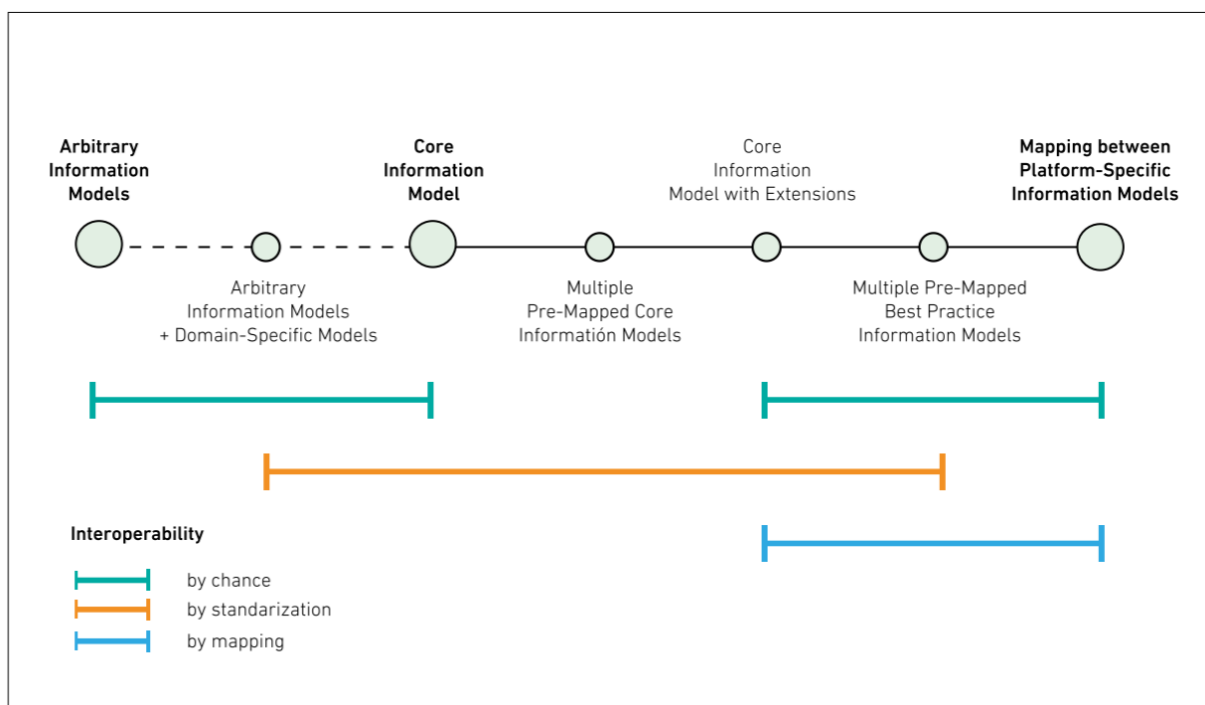 Arbitrary
Information
Models
Core
Information
Model
Core
Information
Model with Extensions
Mapping between
Platform-Specific
Information Models
Arbitrary
Information Models
+ Domain-Specific Models
Multiple
Pre-Mapped Core
Informatión Models
Multiple Pre-Mapped
Best Practice
Information Models
Interoperability
by chance
by standarization
by mapping